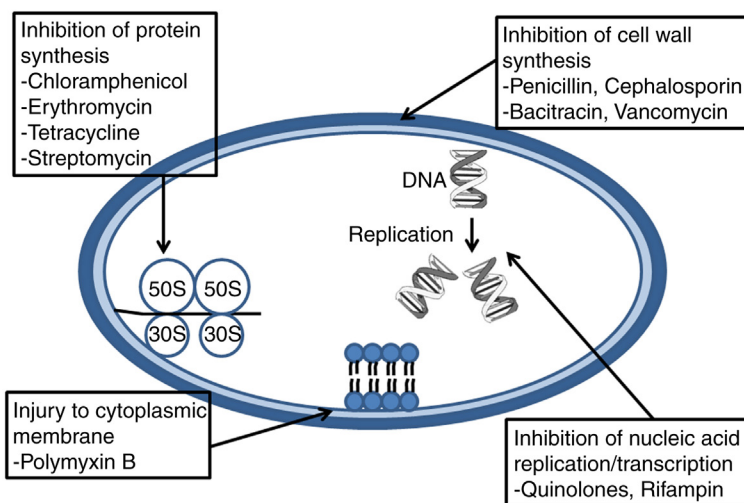 Inhibition of protein
synthesis
-Chloramphenicol
-Erythromycin
-Tetracycline
-Streptomycin
Inhibition of cell wall
synthesis
-Penicillin, Cephalosporin
-Bacitracin, Vancomycin
DNA
Replication
50S 50S
30S 30S
Injury to cytoplasmic
membrane
-Polymyxin B
Inhibition of nucleic acid
replication/transcription
-Quinolones, Rifampin